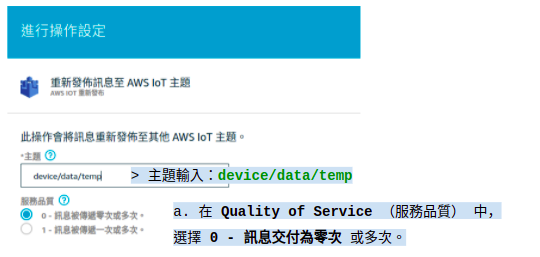 進行操作設定
重新發佈訊息至 AWS IoT 主題
AWS IOT 重新發布
此操作會將訊息重新發佈至其他 AWS IoT 主題。
*主題 ?
device/data/temp > 主題輸入：device/data/temp
服務品質 ?
0 - 訊息被傳遞零次或多次。
1 - 訊息被傳遞一次或多次。
a. 在 Quality of Service （服務品質） 中，
選擇 0 - 訊息交付為零次 或多次。